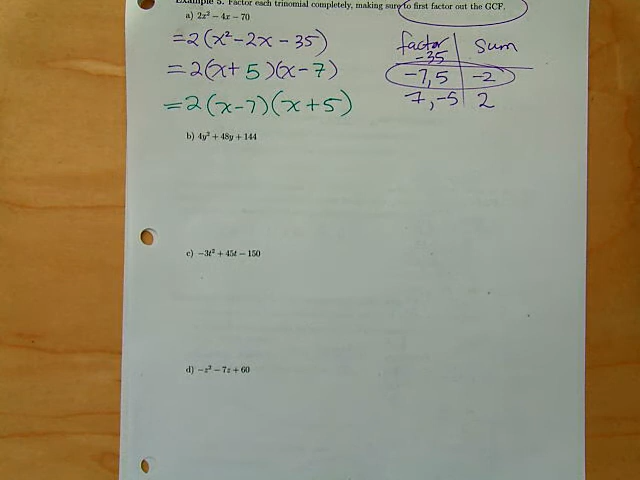 Example 5. Factor each trinomial completely, making sure to first factor out the GCF.
a) 2x² − 4x − 70
= 2(x² − 2x − 35)
= 2(x + 5)(x − 7)
= 2(x − 7)(x + 5)
factor -35 sum
-7, 5 -2
7, -5 2
b) 4y² + 48y + 144
c) −3t² + 45t − 150
d) −z² − 7z + 60